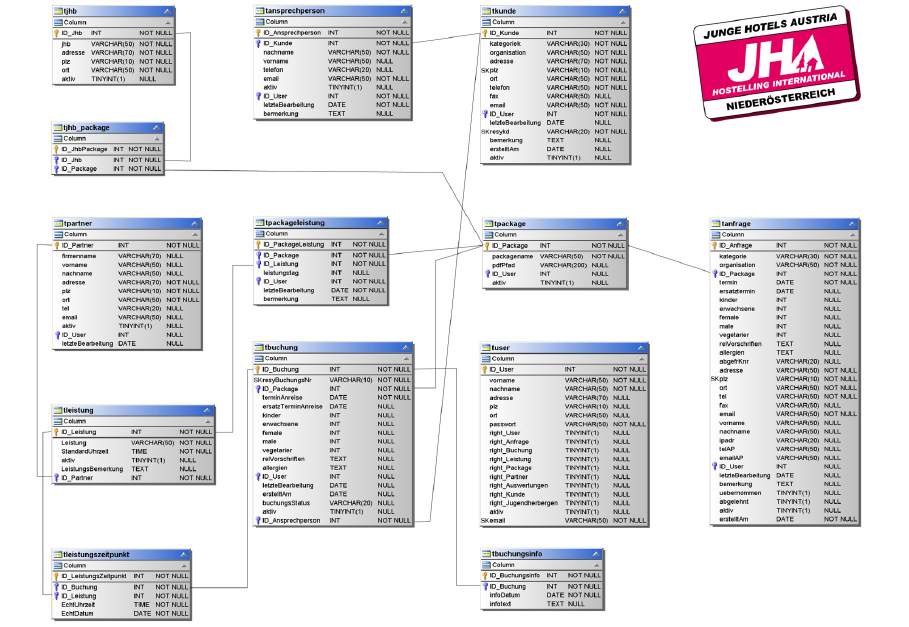 tjhb
Column
ID_Jhb INT NOT NULL
jhb VARCHAR(50) NOT NULL
adresse VARCHAR(70) NOT NULL
plz VARCHAR(10) NOT NULL
ort VARCHAR(50) NOT NULL
aktiv TINYINT(1) NULL
tansprechperson
Column
ID_Ansprechperson INT NOT NULL
ID_Kunde INT NOT NULL
nachname VARCHAR(50) NOT NULL
vorname VARCHAR(50) NULL
telefon VARCHAR(20) NULL
email VARCHAR(50) NULL
aktiv TINYINT(1) NULL
ID_User INT NOT NULL
letzteBearbeitung DATE NOT NULL
bemerkung TEXT NULL
tkunde
Column
ID_Kunde INT NOT NULL
kategorieK VARCHAR(30) NOT NULL
organisation VARCHAR(50) NOT NULL
adresse VARCHAR(70) NOT NULL
SK plz VARCHAR(10) NOT NULL
ort VARCHAR(50) NOT NULL
telefon VARCHAR(50) NOT NULL
fax VARCHAR(50) NULL
email VARCHAR(50) NOT NULL
ID_User INT NOT NULL
letzteBearbeitung DATE NULL
SK resykd VARCHAR(20) NOT NULL
bemerkung TEXT NULL
erstelltAm DATE NULL
aktiv TINYINT(1) NULL
JUNGE HOTELS AUSTRIA
JHA
HOSTELLING INTERNATIONAL
NIEDERÖSTERREICH
tjhb_package
Column
ID_JhbPackage INT NOT NULL
ID_Jhb INT NOT NULL
ID_Package INT NOT NULL
tpartner
Column
ID_Partner INT NOT NULL
firmenname VARCHAR(70) NULL
vorname VARCHAR(50) NULL
nachname VARCHAR(50) NULL
adresse VARCHAR(70) NOT NULL
plz VARCHAR(10) NOT NULL
ort VARCHAR(50) NOT NULL
tel VARCHAR(20) NULL
email VARCHAR(50) NULL
aktiv TINYINT(1) NULL
ID_User INT NULL
letzteBearbeitung DATE NULL
tpackageleistung
Column
ID_PackageLeistung INT NOT NULL
ID_Package INT NOT NULL
ID_Leistung INT NOT NULL
leistungstag INT NULL
ID_User INT NOT NULL
letzteBearbeitung DATE NOT NULL
bemerkung TEXT NULL
tpackage
Column
ID_Package INT NOT NULL
packagename VARCHAR(50) NOT NULL
pdfPfad VARCHAR(200) NULL
ID_User INT NOT NULL
aktiv TINYINT(1) NULL
tanfrage
Column
ID_Anfrage INT NOT NULL
kategorie VARCHAR(30) NOT NULL
organisation VARCHAR(50) NOT NULL
ID_Package INT NOT NULL
termin DATE NOT NULL
ersatztermin DATE NULL
kinder INT NULL
erwachsene INT NULL
female INT NULL
male INT NULL
vegetarier INT NULL
relVorschriften TEXT NULL
allergien TEXT NULL
abgefrKnr VARCHAR(20) NULL
adresse VARCHAR(50) NOT NULL
SK plz VARCHAR(10) NOT NULL
ort VARCHAR(50) NOT NULL
tel VARCHAR(50) NOT NULL
fax VARCHAR(50) NULL
email VARCHAR(50) NOT NULL
vorname VARCHAR(50) NULL
nachname VARCHAR(50) NULL
ipadr VARCHAR(20) NULL
telAP VARCHAR(50) NULL
emailAP VARCHAR(50) NULL
ID_User INT NULL
letzteBearbeitung DATE NULL
bemerkung TEXT NULL
uebernommen TINYINT(1) NULL
abgelehnt TINYINT(1) NULL
erstelltAm DATE NOT NULL
tbuchung
Column
ID_Buchung INT NOT NULL
SK resyBuchungsNr VARCHAR(10) NOT NULL
ID_Package INT NOT NULL
terminAnreise DATE NOT NULL
ersatzTerminAnreise DATE NULL
kinder INT NULL
erwachsene INT NULL
female INT NULL
male INT NULL
vegetarier INT NULL
relVorschriften TEXT NULL
allergien TEXT NULL
ID_User INT NULL
letzteBearbeitung DATE NULL
erstelltAm DATE NULL
buchungsStatus VARCHAR(20) NULL
aktiv TINYINT(1) NULL
ID_Ansprechperson INT NOT NULL
tuser
Column
ID_User INT NOT NULL
vorname VARCHAR(50) NOT NULL
nachname VARCHAR(50) NOT NULL
adresse VARCHAR(70) NULL
plz VARCHAR(10) NULL
ort VARCHAR(50) NULL
passwort VARCHAR(50) NOT NULL
right_User TINYINT(1) NULL
right_Anfrage TINYINT(1) NULL
right_Buchung TINYINT(1) NULL
right_Leistung TINYINT(1) NULL
right_Package TINYINT(1) NULL
right_Partner TINYINT(1) NULL
right_Auswertungen TINYINT(1) NULL
right_Kunde TINYINT(1) NULL
right_Jugendherbergen TINYINT(1) NULL
aktiv TINYINT(1) NULL
SK email VARCHAR(50) NOT NULL
tleistung
Column
ID_Leistung INT NOT NULL
Leistung VARCHAR(50) NOT NULL
StandardUhrzeit TIME NOT NULL
aktiv TINYINT(1) NULL
LeistungsBemerkung TEXT NULL
ID_Partner INT NOT NULL
tleistungszeitpunkt
Column
ID_LeistungsZeitpunkt INT NOT NULL
ID_Buchung INT NOT NULL
ID_Leistung INT NOT NULL
EchtUhrzeit TIME NOT NULL
EchtDatum DATE NOT NULL
tbuchungsinfo
Column
ID_Buchungsinfo INT NOT NULL
ID_Buchung INT NOT NULL
infoDatum DATE NOT NULL
infotext TEXT NULL